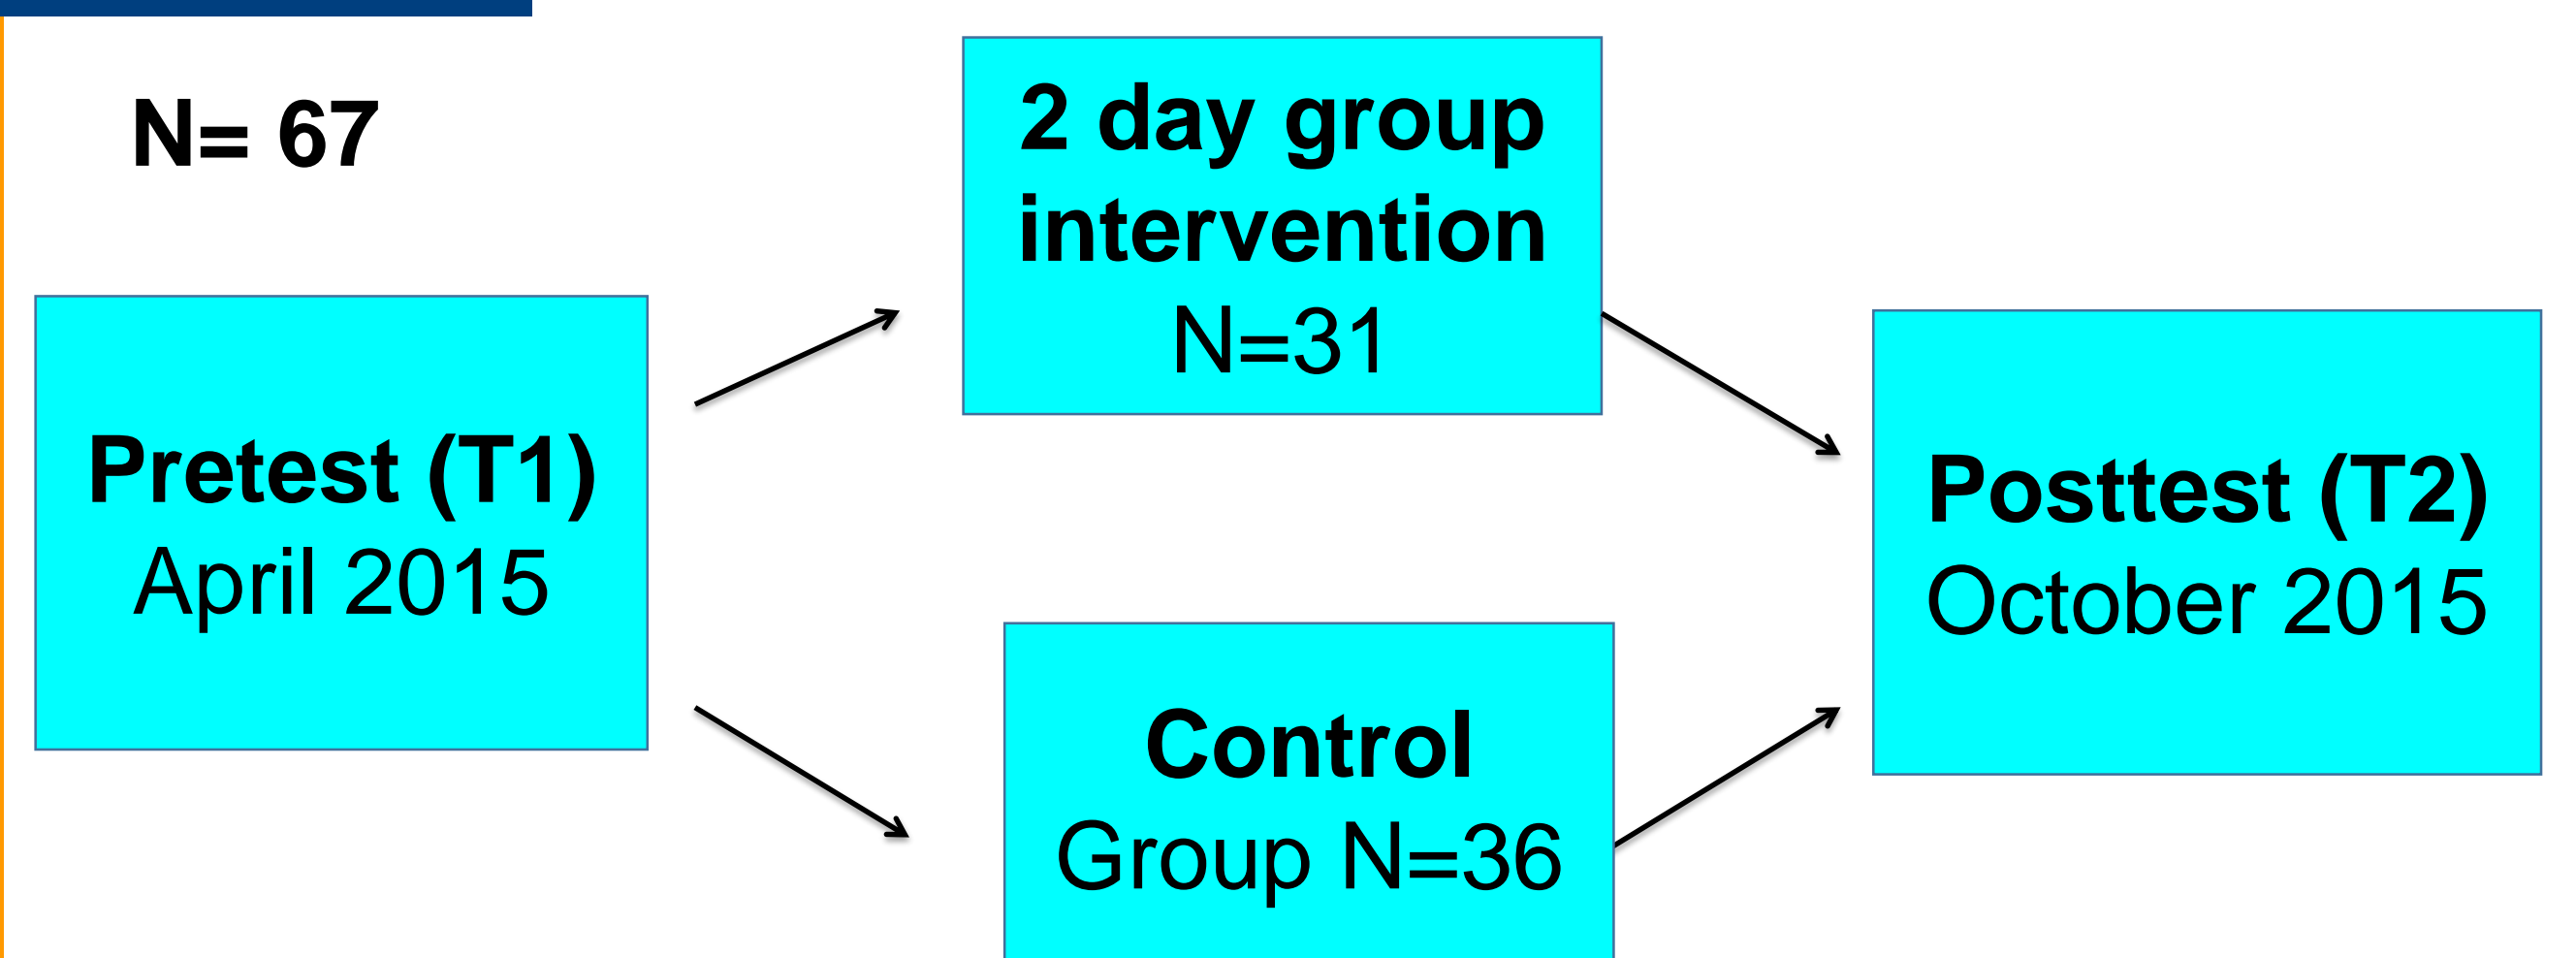 N= 67
Pretest (T1)
April 2015
2 day group
intervention
N=31
Control
Group N=36
Posttest (T2)
October 2015